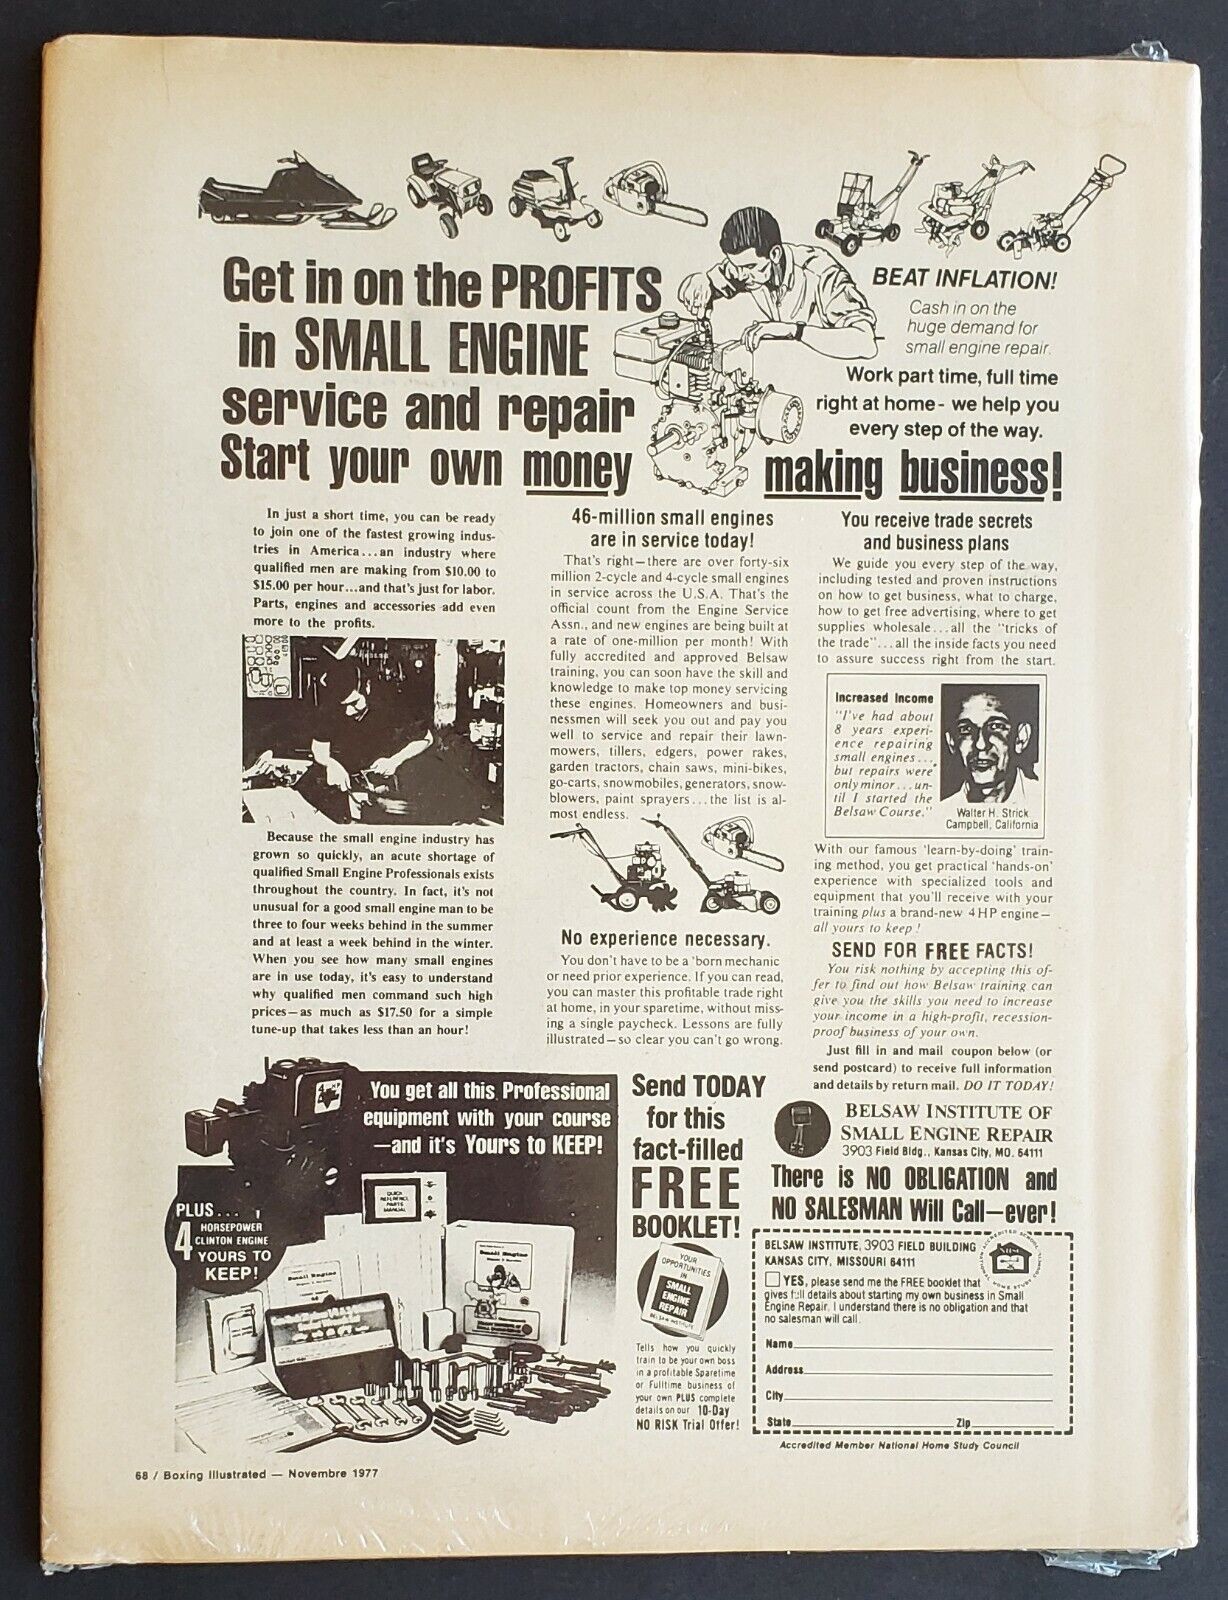 Get in on the PROFITS
in SMALL ENGINE
service and repair
Start your own money making business!
BEAT INFLATION!
Cash in on the
huge demand for
small engine repair.
Work part time, full time
right at home - we help you
every step of the way.
In just a short time, you can be ready
to join one of the fastest growing indus-
tries in America...an industry where
qualified men are making from $10.00 to
$15.00 per hour...and that's just for labor.
Parts, engines and accessories add even
more to the profits.
Because the small engine industry has
grown so quickly, an acute shortage of
qualified Small Engine Professionals exists
throughout the country. In fact, it's not
unusual for a good small engine man to be
three to four weeks behind in the summer
and at least a week behind in the winter.
When you see how many small engines
are in use today, it's easy to understand
why qualified men command such high
prices—as much as $17.50 for a simple
tune-up that takes less than an hour!
46-million small engines
are in service today!
That's right—there are over forty-six
million 2-cycle and 4-cycle small engines
in service across the U.S.A. That's the
official count from the Engine Service
Assn., and new engines are being built at
a rate of one-million per month! With
fully accredited and approved Belsaw
training, you can soon have the skill and
knowledge to make top money servicing
these engines. Homeowners and busi-
nessmen will seek you out and pay you
well to service and repair their lawn-
mowers, tillers, edgers, power rakes,
garden tractors, chain saws, mini-bikes,
go-carts, snowmobiles, generators, snow-
blowers, paint sprayers...the list is al-
most endless.
No experience necessary.
You don't have to be a 'born mechanic
or need prior experience. If you can read,
you can master this profitable trade right
at home, in your sparetime, without miss-
ing a single paycheck. Lessons are fully
illustrated—so clear you can't go wrong.
You receive trade secrets
and business plans
We guide you every step of the way,
including tested and proven instructions
on how to get business, what to charge,
how to get free advertising, where to get
supplies wholesale...all the "tricks of
the trade"...all the inside facts you need
to assure success right from the start.
Increased Income
"I've had about
8 years experi-
ence repairing
small engines...
but repairs were
only minor...un-
til I started the
Belsaw Course."
Walter H. Strick
Campbell, California
With our famous 'learn-by-doing' train-
ing method, you get practical 'hands-on'
experience with specialized tools and
equipment that you'll receive with your
training plus a brand-new 4HP engine—
all yours to keep!
SEND FOR FREE FACTS!
You risk nothing by accepting this of-
fer to find out how Belsaw training can
give you the skills you need to increase
your income in a high-profit, recession-
proof business of your own.
Just fill in and mail coupon below (or
send postcard) to receive full information
and details by return mail. DO IT TODAY!
BELSAW INSTITUTE OF
SMALL ENGINE REPAIR
3903 Field Bldg., Kansas City, MO. 64111
There is NO OBLIGATION and
NO SALESMAN Will Call—ever!
You get all this Professional
equipment with your course
—and it's Yours to KEEP!
PLUS...
4 HORSEPOWER
CLINTON ENGINE
YOURS TO
KEEP!
QUICK
REFERENCE
PARTS
MANUAL
Small Engine
Small Engine
Send TODAY
for this
fact-filled
FREE
BOOKLET!
YOUR
OPPORTUNITIES
IN
SMALL
ENGINE
REPAIR
BELSAW INSTITUTE
Tells how you quickly
train to be your own boss
in a profitable Sparetime
or Fulltime business of
your own PLUS complete
details on our 10-Day
NO RISK Trial Offer!
BELSAW INSTITUTE, 3903 FIELD BUILDING
KANSAS CITY, MISSOURI 64111
ACCREDITED SCHOOL
NATIONAL HOME STUDY COUNCIL
NHSC
YES, please send me the FREE booklet that
gives full details about starting my own business in Small
Engine Repair. I understand there is no obligation and that
no salesman will call.
Name
Address
City
State Zip
Accredited Member National Home Study Council
68 / Boxing Illustrated — Novembre 1977